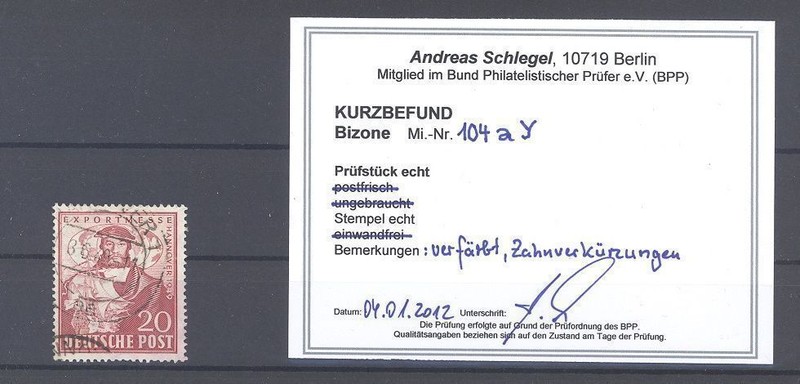 EXPORTMESSE
HANNOVER 1949
20
DEUTSCHE POST
Andreas Schlegel, 10719 Berlin
Mitglied im Bund Philatelistischer Prüfer e.V. (BPP)
KURZBEFUND
Bizone Mi.-Nr. 104 a Y
Prüfstück echt
postfrisch
ungebraucht
Stempel echt
einwandfrei
Bemerkungen : verfärbt, Zahnverkürzungen
Datum: 04.01.2012 Unterschrift:
Die Prüfung erfolgte auf Grund der Prüfordnung des BPP.
Qualitätsangaben beziehen sich auf den Zustand am Tage der Prüfung.